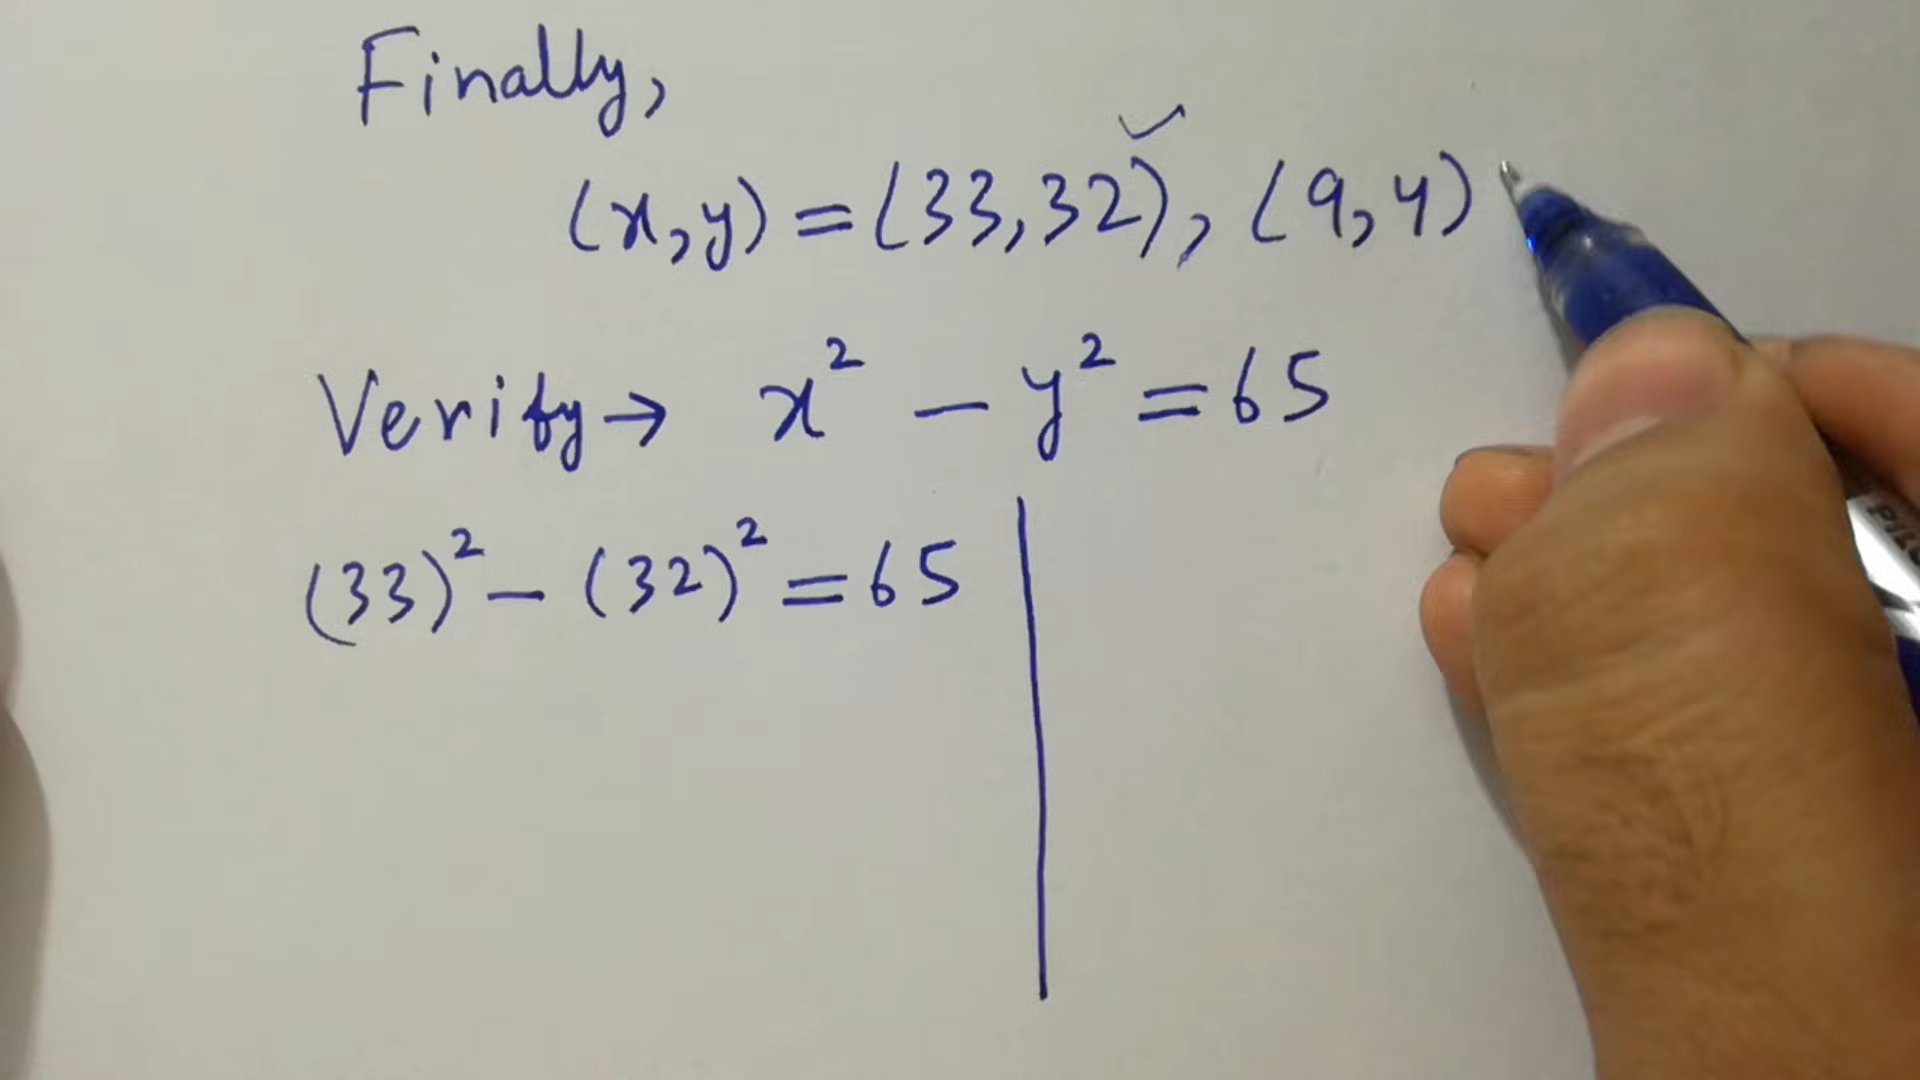 Finally,
(x,y) = (33,32), (9,4)
Verify → x² − y² = 65
(33)² − (32)² = 65